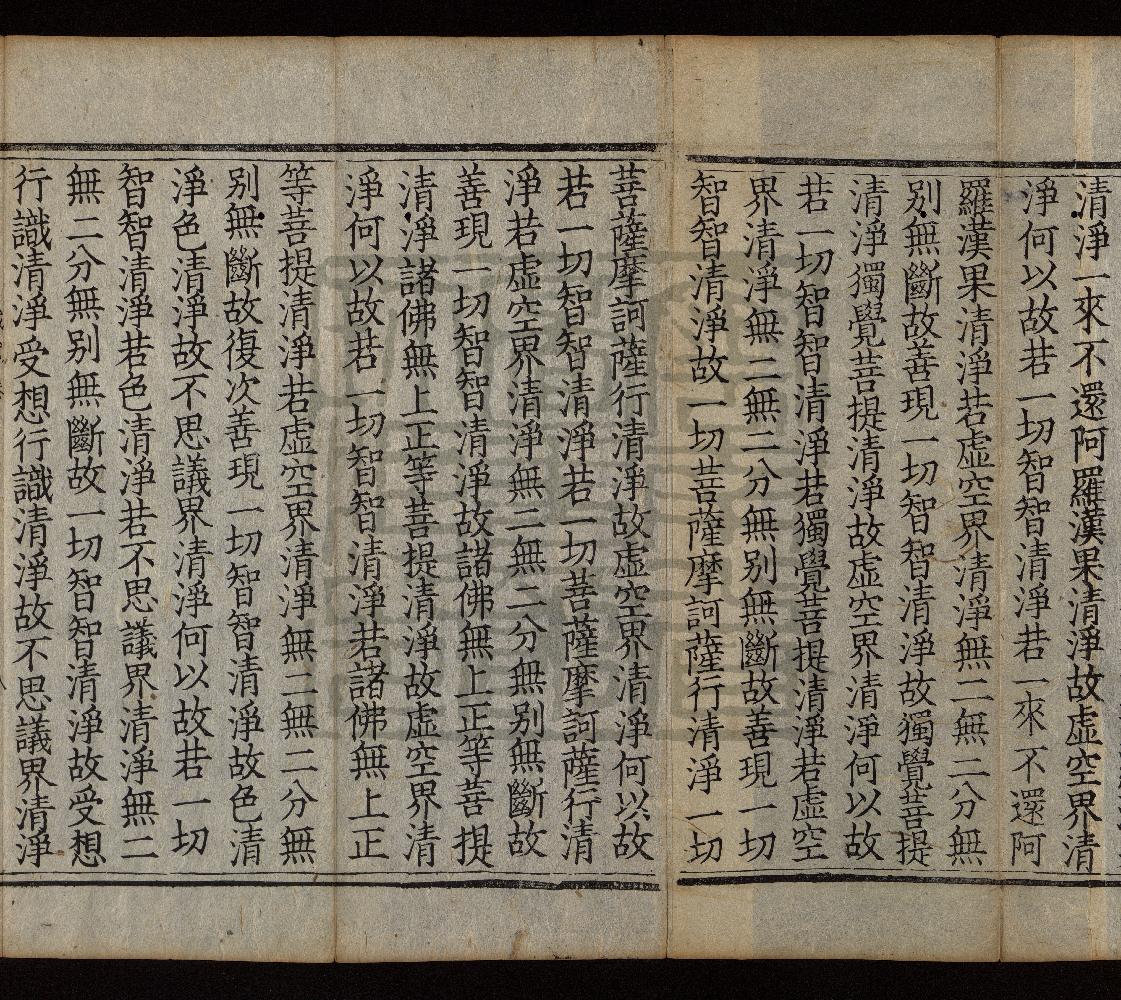 清淨一來不還阿羅漢果清淨故虛空界清
淨何以故若一切智智清淨若一來不還阿
羅漢果清淨若虛空界清淨無二無二分無
別無斷故善現一切智智清淨故獨覺菩提
清淨獨覺菩提清淨故虛空界清淨何以故
若一切智智清淨若獨覺菩提清淨若虛空
界清淨無二無二分無別無斷故善現一切
智智清淨故一切菩薩摩訶薩行清淨一切
菩薩摩訶薩行清淨故虛空界清淨何以故
若一切智智清淨若一切菩薩摩訶薩行清
淨若虛空界清淨無二無二分無別無斷故
善現一切智智清淨故諸佛無上正等菩提
清淨諸佛無上正等菩提清淨故虛空界清
淨何以故若一切智智清淨若諸佛無上正
等菩提清淨若虛空界清淨無二無二分無
別無斷故復次善現一切智智清淨故色清
淨色清淨故不思議界清淨何以故若一切
智智清淨若色清淨若不思議界清淨無二
無二分無別無斷故一切智智清淨故受想
行識清淨受想行識清淨故不思議界清淨